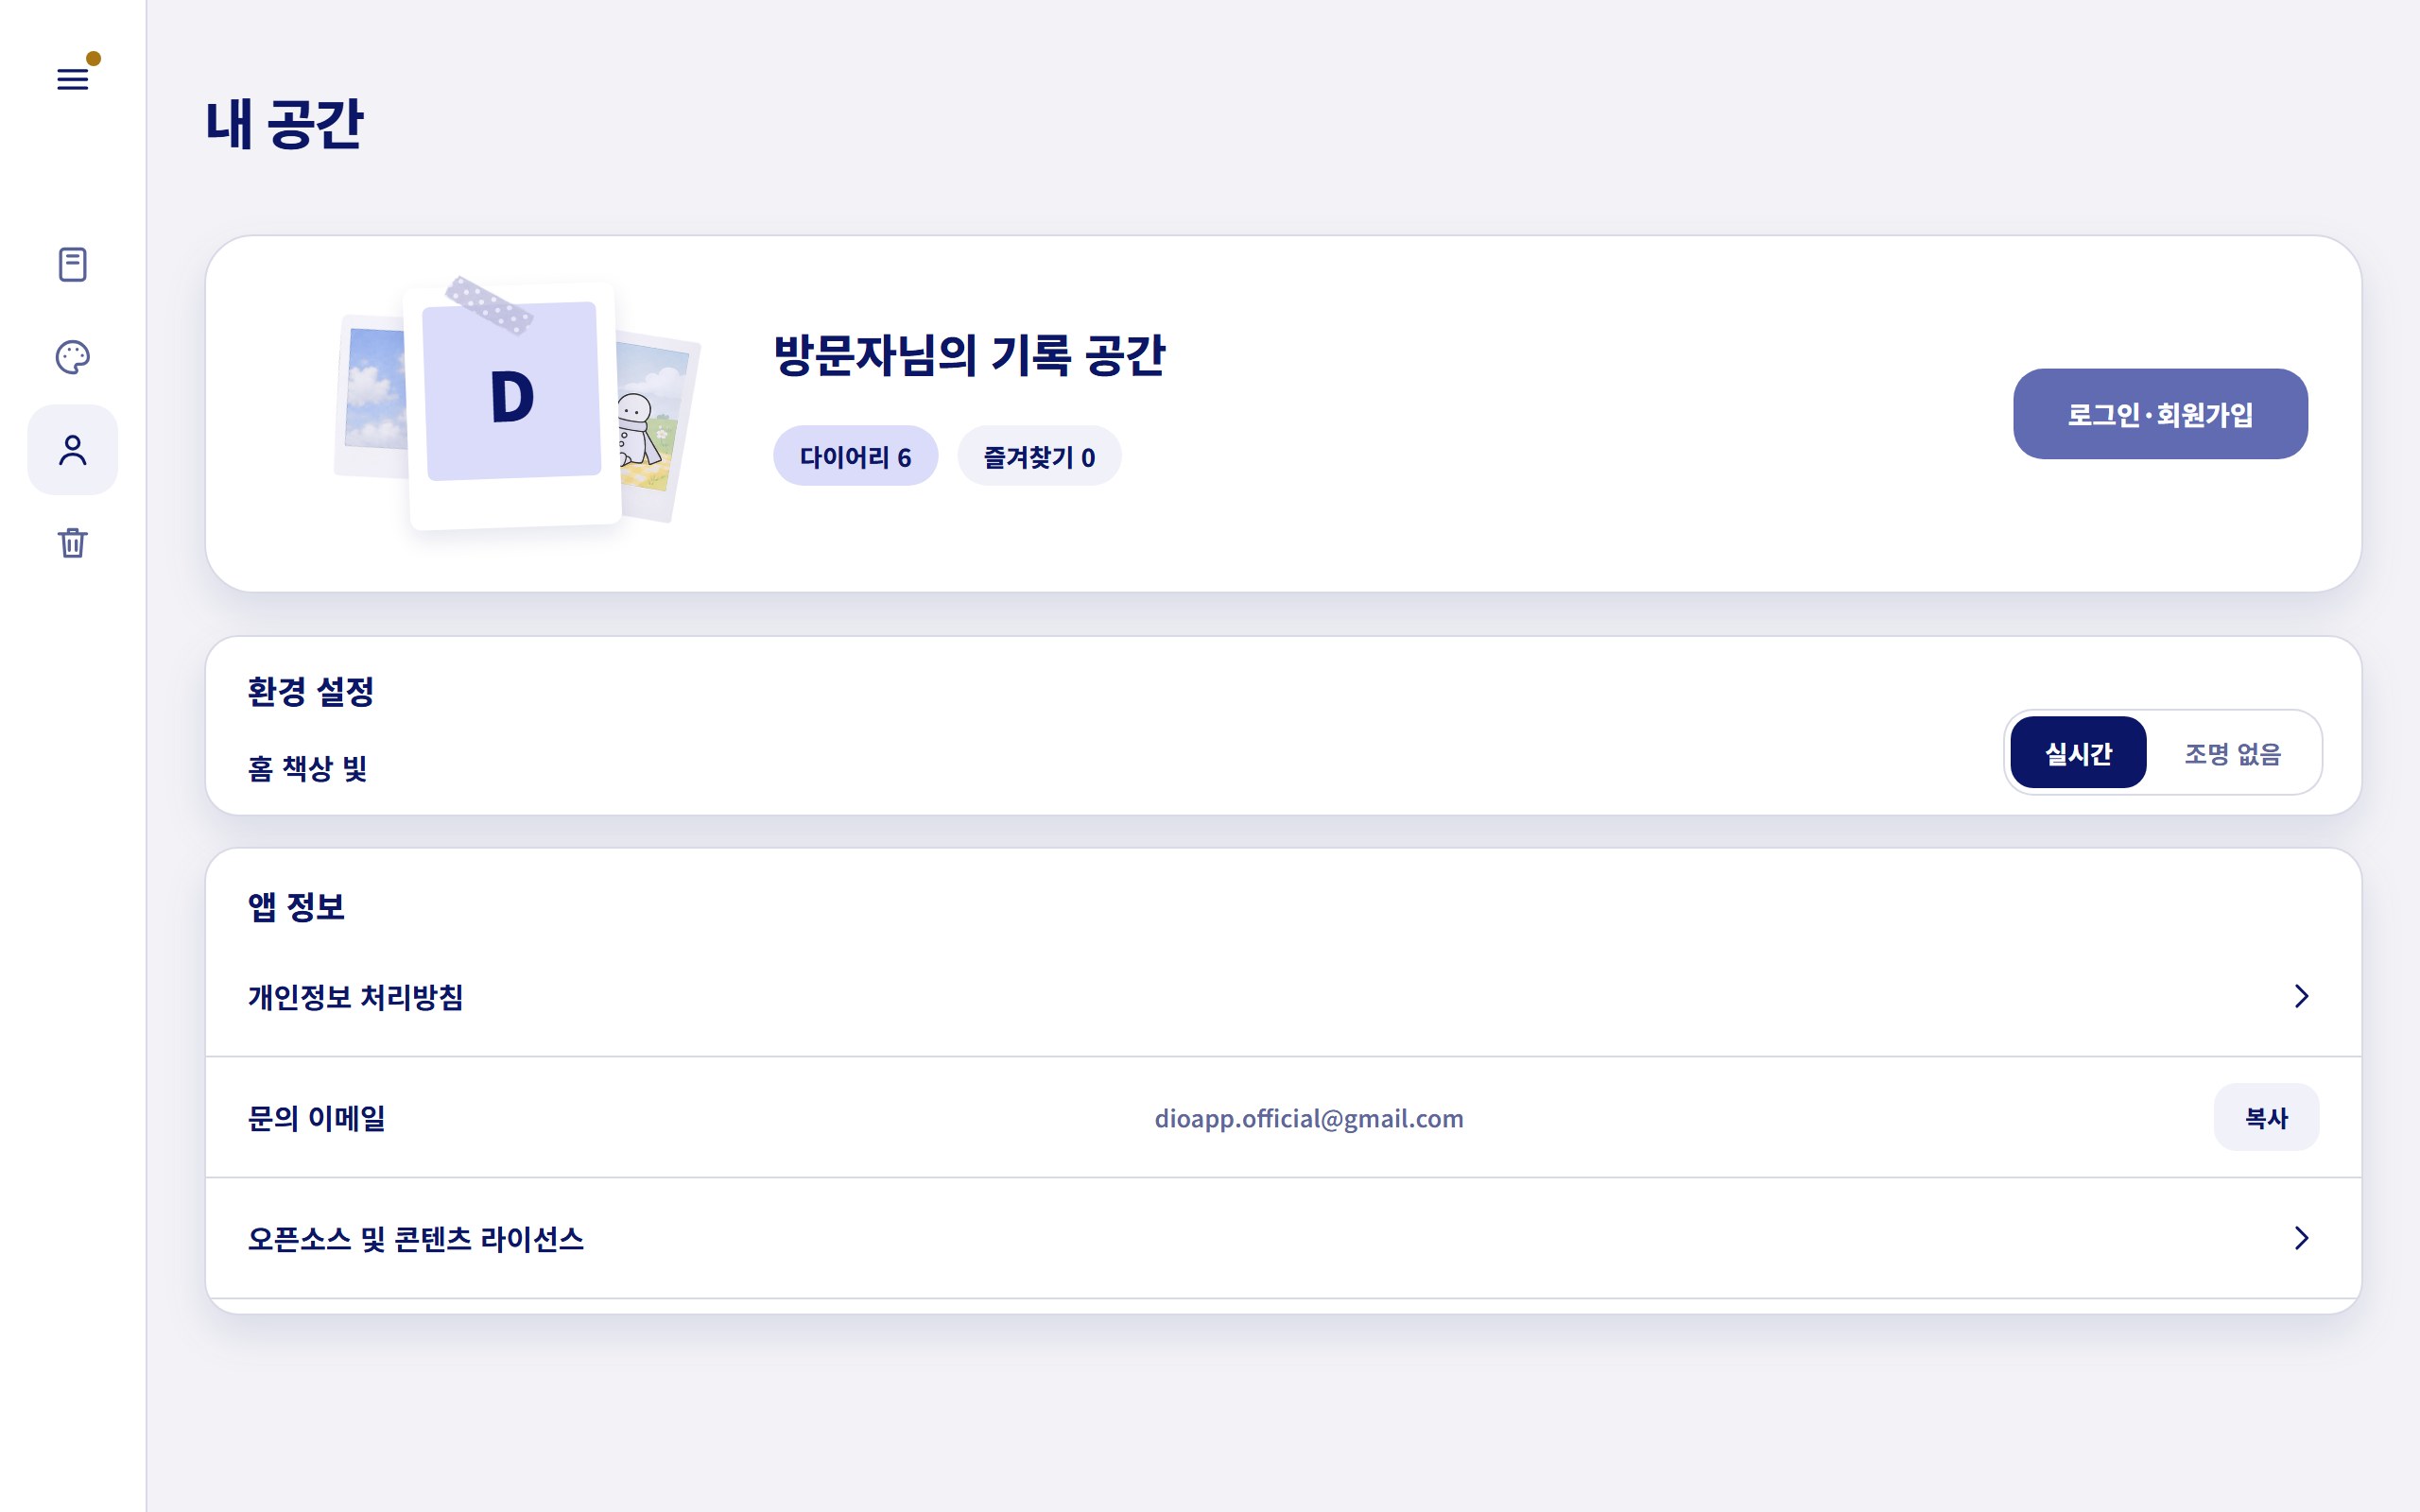 내 공간
D
방문자님의 기록 공간
다이어리 6
즐겨찾기 0
로그인·회원가입
환경 설정
홈 책상 빛
실시간
조명 없음
앱 정보
개인정보 처리방침
문의 이메일
dioapp.official@gmail.com
복사
오픈소스 및 콘텐츠 라이선스